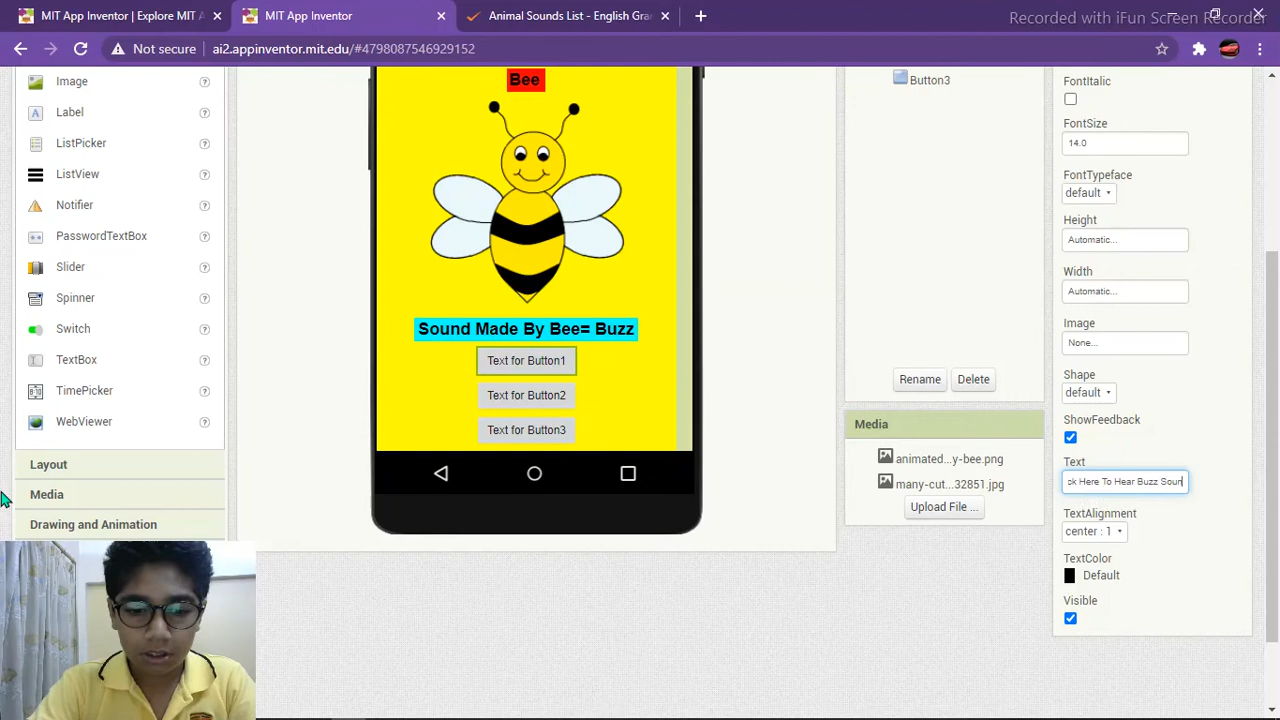 MIT App Inventor | Explore MIT A
MIT App Inventor
Animal Sounds List - English Gra
Recorded with iFun Screen Recorder
Not secure
ai2.appinventor.mit.edu/#4798087546929152
Image
Label
ListPicker
ListView
Notifier
PasswordTextBox
Slider
Spinner
Switch
TextBox
TimePicker
WebViewer
Layout
Media
Drawing and Animation
Bee
Sound Made By Bee= Buzz
Text for Button1
Text for Button2
Text for Button3
Button3
Rename
Delete
Media
animated...y-bee.png
many-cut...32851.jpg
Upload File ...
FontItalic
FontSize
14.0
FontTypeface
default
Height
Automatic...
Width
Automatic...
Image
None...
Shape
default
ShowFeedback
Text
ck Here To Hear Buzz Soun
TextAlignment
center : 1
TextColor
Default
Visible